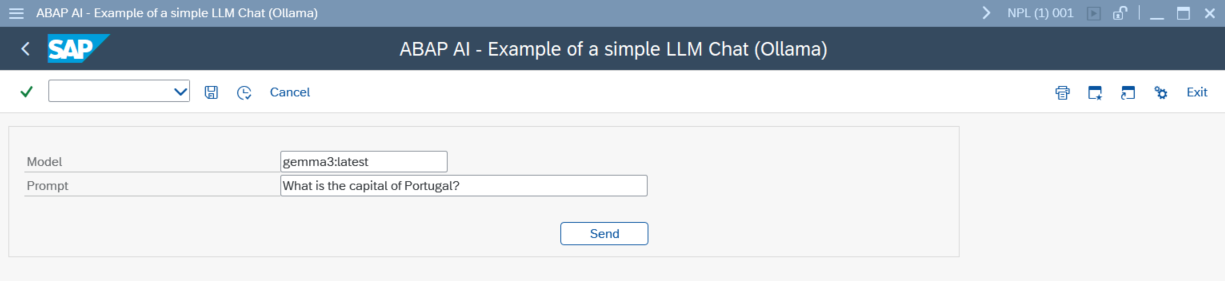 ABAP AI - Example of a simple LLM Chat (Ollama)
NPL (1) 001
SAP
ABAP AI - Example of a simple LLM Chat (Ollama)
Cancel
Exit
Model
gemma3:latest
Prompt
What is the capital of Portugal?
Send